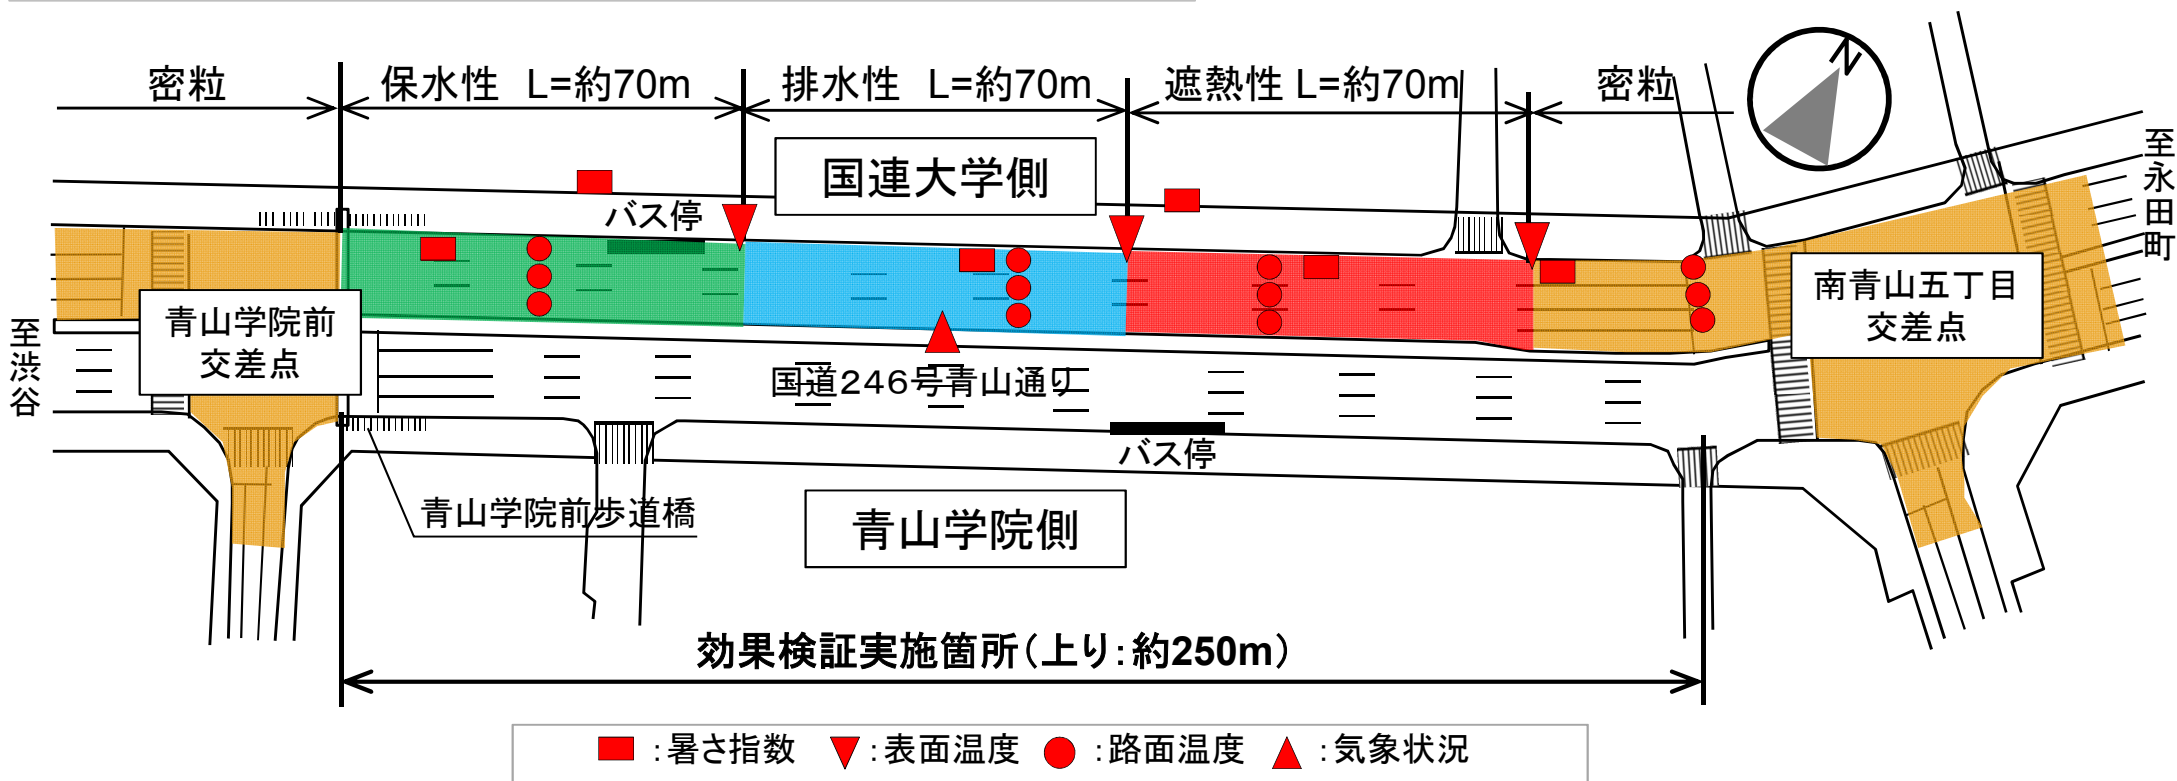 密粒
保水性 L=約70m
排水性 L=約70m
遮熱性 L=約70m
密粒
N
至永田町
国連大学側
バス停
青山学院前
交差点
南青山五丁目
交差点
至渋谷
国道246号青山通り
バス停
青山学院前歩道橋
青山学院側
効果検証実施箇所(上り:約250m)
:暑さ指数 :表面温度 :路面温度 :気象状況